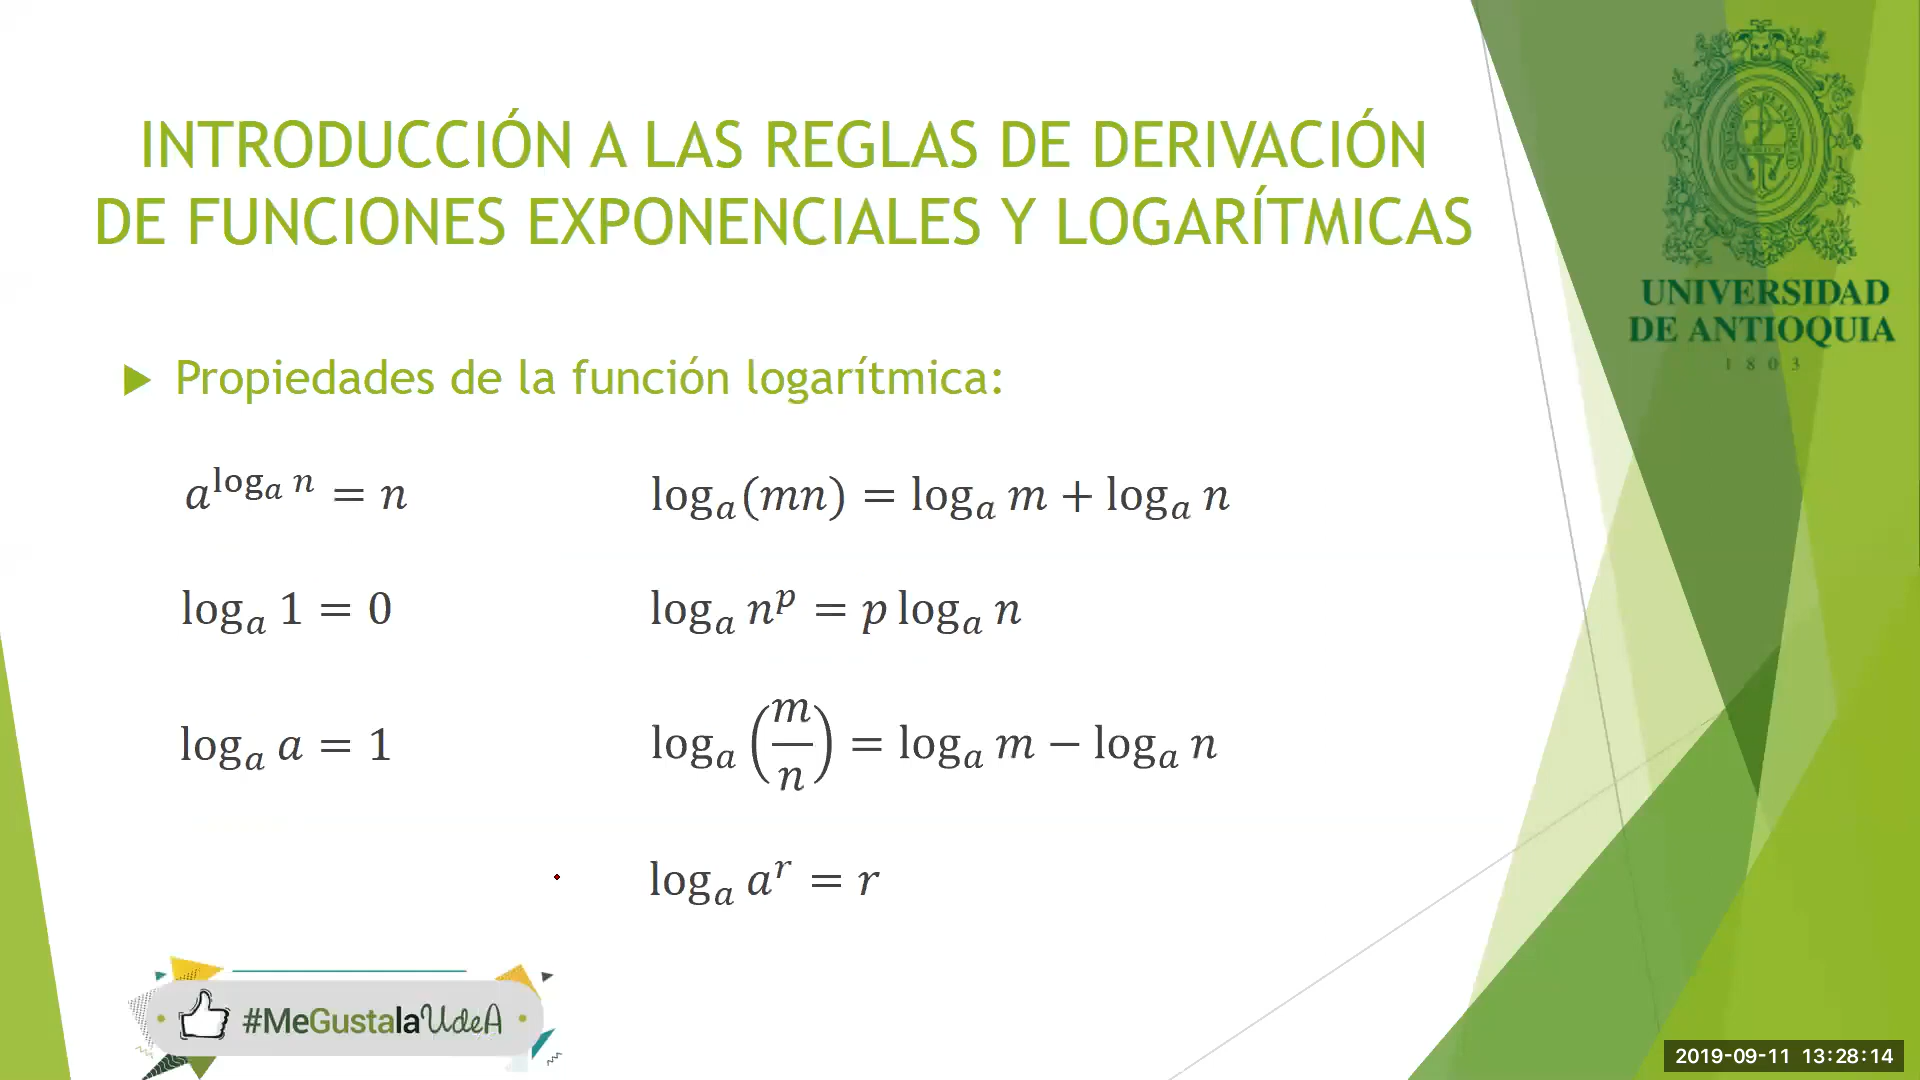 INTRODUCCIÓN A LAS REGLAS DE DERIVACIÓN
DE FUNCIONES EXPONENCIALES Y LOGARÍTMICAS
UNIVERSIDAD
DE ANTIOQUIA
1803
Propiedades de la función logarítmica:
a^{log_a n} = n
log_a(mn) = log_a m + log_a n
log_a 1 = 0
log_a n^p = p log_a n
log_a a = 1
log_a (m/n) = log_a m − log_a n
log_a a^r = r
#MeGustalaUdeA
2019-09-11 13:28:14